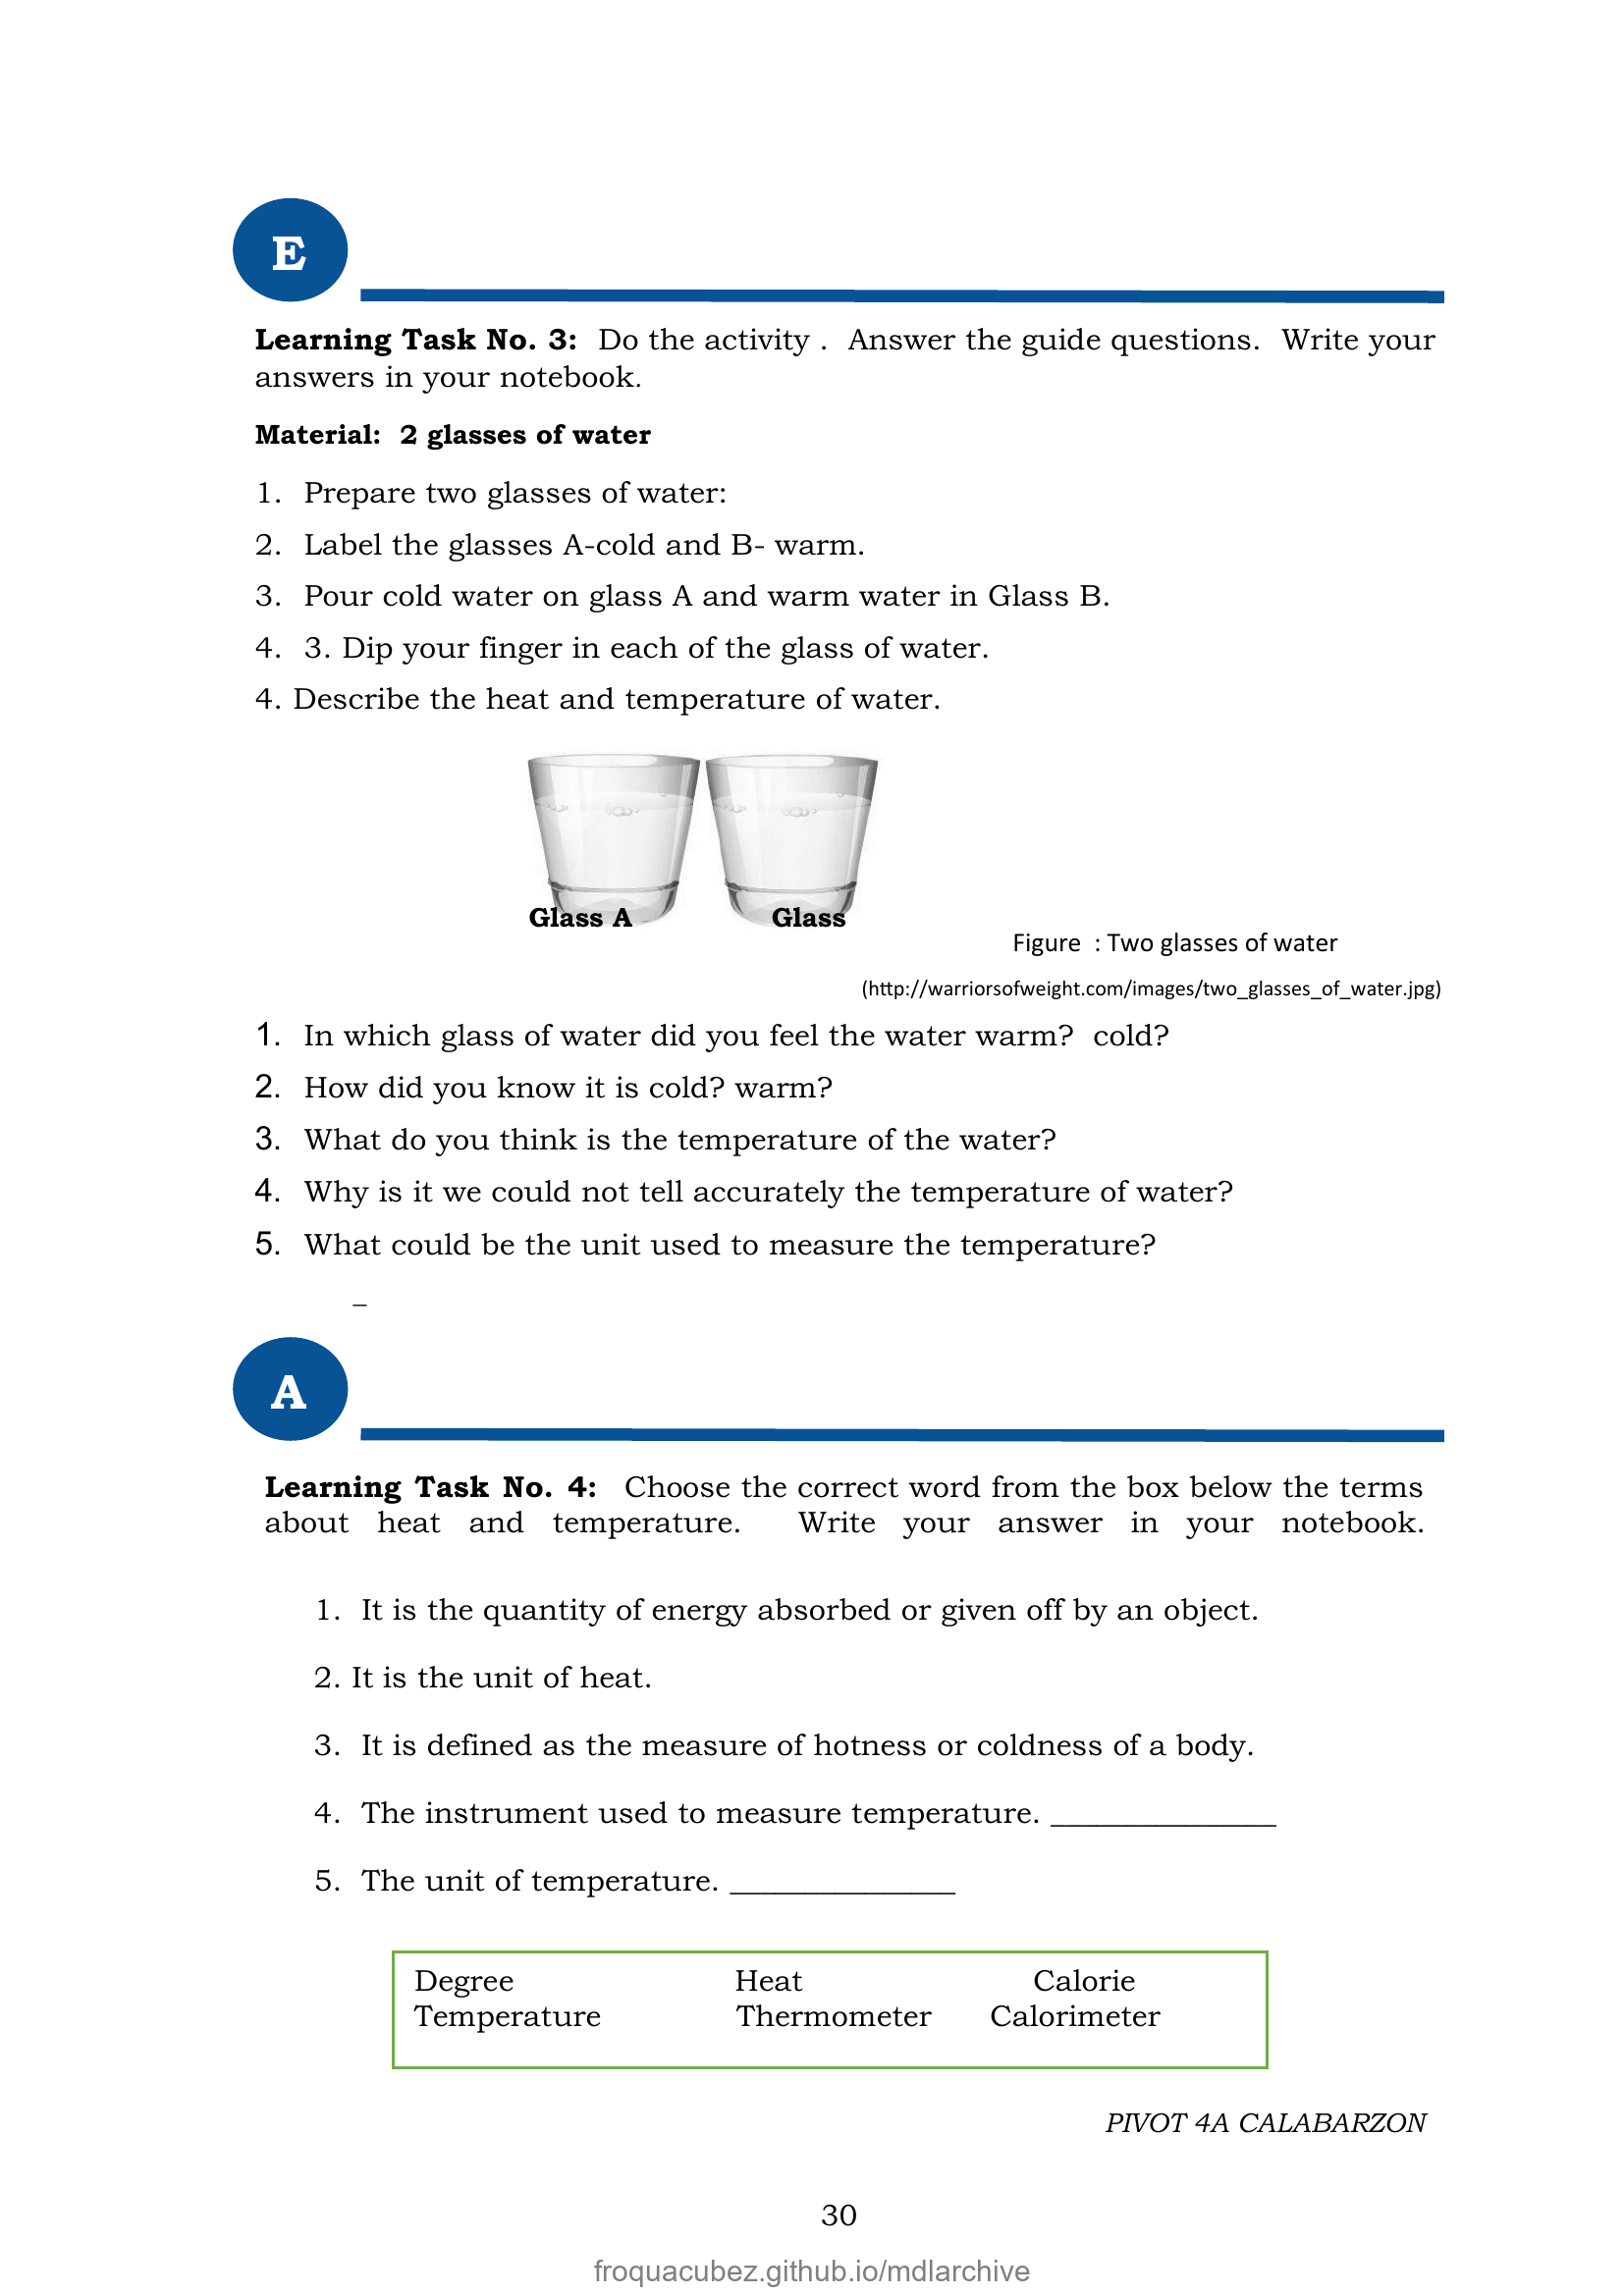 E
Learning Task No. 3:  Do the activity .  Answer the guide questions.  Write your
answers in your notebook.
Material:  2 glasses of water
1.  Prepare two glasses of water:
2.  Label the glasses A-cold and B- warm.
3.  Pour cold water on glass A and warm water in Glass B.
4.  3. Dip your finger in each of the glass of water.
4. Describe the heat and temperature of water.
Glass A  Glass
Figure  : Two glasses of water
(http://warriorsofweight.com/images/two_glasses_of_water.jpg)
1.  In which glass of water did you feel the water warm?  cold?
2.  How did you know it is cold? warm?
3.  What do you think is the temperature of the water?
4.  Why is it we could not tell accurately the temperature of water?
5.  What could be the unit used to measure the temperature?
_
A
Learning Task No. 4:  Choose the correct word from the box below the terms
about heat and temperature.  Write your answer in your notebook.
1.  It is the quantity of energy absorbed or given off by an object.
2. It is the unit of heat.
3.  It is defined as the measure of hotness or coldness of a body.
4.  The instrument used to measure temperature. _______________
5.  The unit of temperature. _______________
Degree  Heat  Calorie
Temperature  Thermometer  Calorimeter
PIVOT 4A CALABARZON
30
froquacubez.github.io/mdlarchive